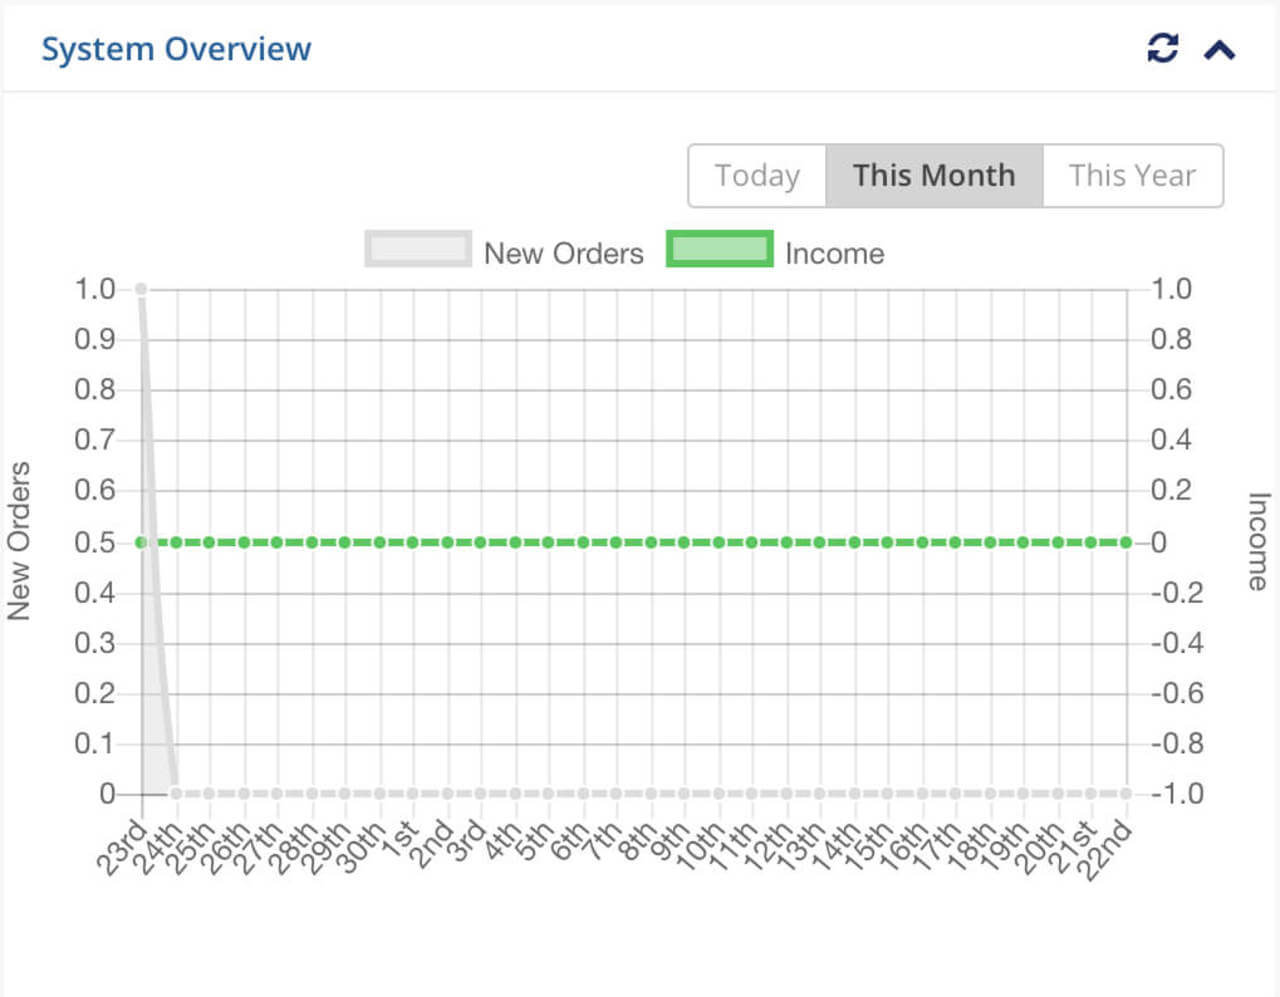 System Overview
Today This Month This Year
New Orders Income
1.0 1.0
0.9 0.8
0.8 0.6
0.7 0.4
0.6 0.2
0.5 0
0.4 -0.2
0.3 -0.4
0.2 -0.6
0.1 -0.8
0 -1.0
New Orders
Income
23rd 24th 25th 26th 27th 28th 29th 30th 1st 2nd 3rd 4th 5th 6th 7th 8th 9th 10th 11th 12th 13th 14th 15th 16th 17th 18th 19th 20th 21st 22nd